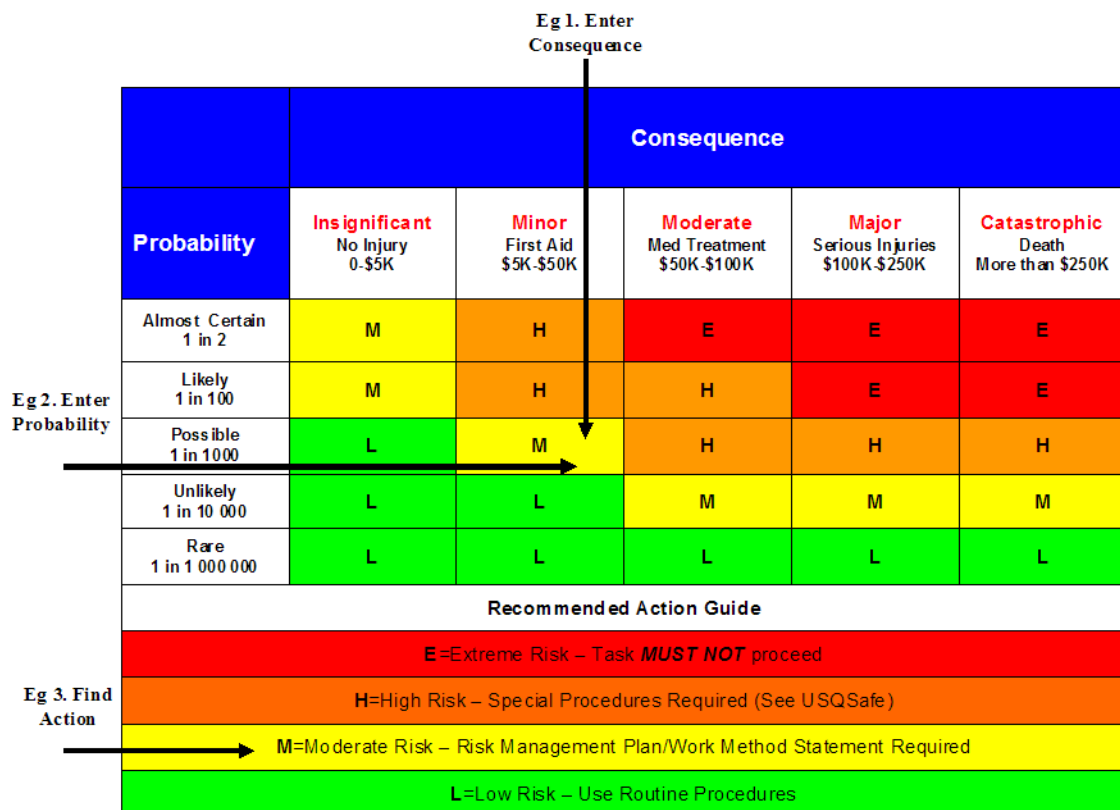 Eg 1. Enter
Consequence
Consequence
Probability
Insignificant
No Injury
0-$5K
Minor
First Aid
$5K-$50K
Moderate
Med Treatment
$50K-$100K
Major
Serious Injuries
$100K-$250K
Catastrophic
Death
More than $250K
Almost Certain
1 in 2
M
H
E
E
E
Likely
1 in 100
M
H
H
E
E
Eg 2. Enter
Probability
Possible
1 in 1000
L
M
H
H
H
Unlikely
1 in 10 000
L
L
M
M
M
Rare
1 in 1 000 000
L
L
L
L
L
Recommended Action Guide
E=Extreme Risk – Task MUST NOT proceed
H=High Risk – Special Procedures Required (See USQSafe)
Eg 3. Find
Action
M=Moderate Risk – Risk Management Plan/Work Method Statement Required
L=Low Risk – Use Routine Procedures